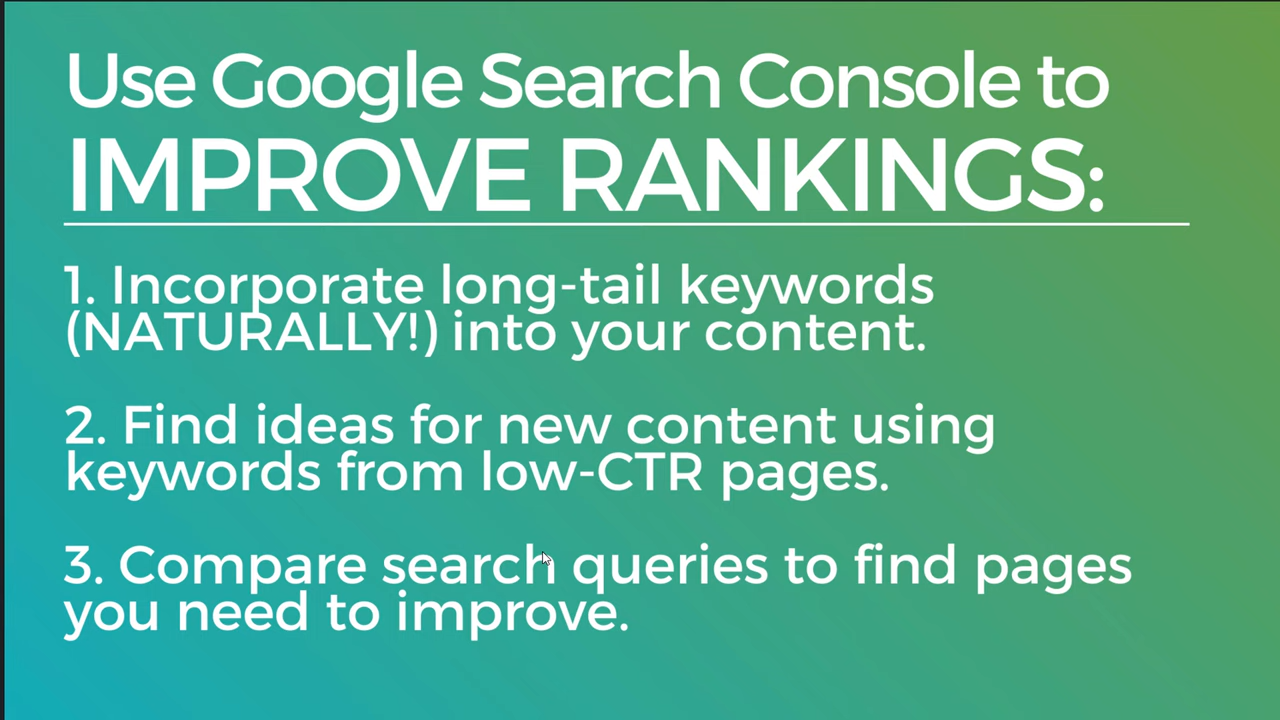 Use Google Search Console to
IMPROVE RANKINGS:
1. Incorporate long-tail keywords
(NATURALLY!) into your content.
2. Find ideas for new content using
keywords from low-CTR pages.
3. Compare search queries to find pages
you need to improve.